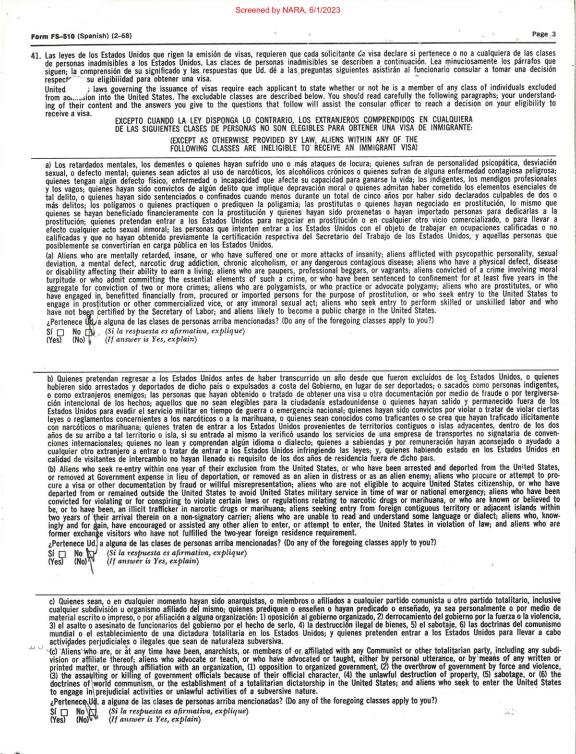 Screened by NARA, 6/1/2023
Form FS-510 (Spanish) (2-68)
Page 3
41. Las leyes de los Estados Unidos que rigen la emisión de visas, requieren que cada solicitante de visa declare si pertenece o no a cualquiera de las clases
de personas inadmisibles a los Estados Unidos. Las clases de personas inadmisibles se describen a continuación. Lea minuciosamente los párrafos que
siguen; la comprensión de su significado y las respuestas que Ud. dé a las preguntas siguientes asistirán al funcionario consular a tomar una decisión
respect su eligibilidad para obtener una visa.
United laws governing the issuance of visas require each applicant to state whether or not he is a member of any class of individuals excluded
from admission into the United States. The excludable classes are described below. You should read carefully the following paragraphs; your understand-
ing of their content and the answers you give to the questions that follow will assist the consular officer to reach a decision on your eligibility to
receive a visa.
EXCEPTO CUANDO LA LEY DISPONGA LO CONTRARIO, LOS EXTRANJEROS COMPRENDIDOS EN CUALQUIERA
DE LAS SIGUIENTES CLASES DE PERSONAS NO SON ELEGIBLES PARA OBTENER UNA VISA DE IMMIGRANTE:
(EXCEPT AS OTHERWISE PROVIDED BY LAW, ALIENS WITHIN ANY OF THE
FOLLOWING CLASSES ARE INELIGIBLE TO RECEIVE AN IMMIGRANT VISA)
a) Los retardados mentales, los dementes o quienes hayan sufrido uno o más ataques de locura; quienes sufran de personalidad psicopática, desviación
sexual, o defecto mental; quienes sean adictos al uso de narcóticos, los alcohólicos crónicos o quienes sufran de alguna enfermedad contagiosa peligrosa;
quienes tengan algún defecto físico, enfermedad o incapacidad que afecte su capacidad para ganarse la vida; los indigentes, los mendigos profesionales
y los vagos; quienes hayan sido convictos de algún delito que implique depravación moral o quienes admitan haber cometido los elementos esenciales de
tal delito, o quienes hayan sido sentenciados o confinados cuando menos durante un total de cinco años por haber sido declarados culpables de dos o
más delitos; los polígamos o quienes practiquen o prediquen la poligamia; las prostitutas o quienes hayan negociado en prostitución, lo mismo que
quienes se hayan beneficiado financieramente con la prostitución y quienes hayan sido proxenetas o hayan importado personas para dedicarlas a la
prostitución; quienes pretendan entrar a los Estados Unidos para negociar en prostitución o en cualquier otro vicio comercializado, o para llevar a
efecto cualquier acto sexual inmoral; las personas que intenten entrar a los Estados Unidos con el objeto de trabajar en ocupaciones calificadas o no
calificadas y que no hayan obtenido previamente la certificación respectiva del Secretario del Trabajo de los Estados Unidos, y aquellas personas que
posiblemente se convertirían en carga pública en los Estados Unidos.
(a) Aliens who are mentally retarded, insane, or who have suffered one or more attacks of insanity; aliens afflicted with psycopathic personality, sexual
deviation, a mental defect, narcotic drug addiction, chronic alcoholism, or any dangerous contagious disease; aliens who have a physical defect, disease
or disability affecting their ability to earn a living; aliens who are paupers, professional beggars, or vagrants; aliens convicted of a crime involving moral
turpitude or who admit committing the essential elements of such a crime, or who have been sentenced to confinement for at least five years in the
aggregate for conviction of two or more crimes; aliens who are polygamists, or who practice or advocate polygamy; aliens who are prostitutes, or who
have engaged in, benefitted financially from, procured or imported persons for the purpose of prostitution, or who seek entry to the United States to
engage in prostitution or other commercialized vice, or any immoral sexual act; aliens who seek to enter to perform skilled or unskilled labor and who
have not been certified by the Secretary of Labor; and aliens likely to become a public charge in the United States.
¿Pertenece Ud. a alguna de las clases de personas arriba mencionadas? (Do any of the foregoing classes apply to you?)
Sí □ No □ (Si la respuesta es afirmativa, explique)
(Yes) (No) (If answer is Yes, explain)
b) Quienes pretendan regresar a los Estados Unidos antes de haber transcurrido un año desde que fueron excluídos de los Estados Unidos, o quienes
hubieren sido arrestados y deportados de dicho país o expulsados a costa del Gobierno, en lugar de ser deportados; o sacados como personas indigentes,
o como extranjeros enemigos; las personas que hayan obtenido o tratado de obtener una visa u otra documentación por medio de fraude o por tergiversa-
ción intencional de los hechos; aquellos que no sean elegibles para la ciudadanía estadounidense o quienes hayan salido y permanecido fuera de los
Estados Unidos para evadir el servicio militar en tiempo de guerra o emergencia nacional; quienes hayan sido convictos por violar o tratar de violar ciertas
leyes o reglamentos concernientes a los narcóticos o a la marihuana, o quienes sean conocidos como traficantes o se crea que hayan traficado ilícitamente
con narcóticos o marihuana; quienes traten de entrar a los Estados Unidos provenientes de territorios contiguos o islas adyacentes, dentro de los dos
años de su arribo a tal territorio o isla, si su entrada al mismo la verificó usando los servicios de una empresa de transportes no signataria de conven-
ciones internacionales; quienes no lean y comprendan algún idioma o dialecto; quienes a sabiendas y por remuneración hayan aconsejado o ayudado a
cualquier otro extranjero a entrar o tratar de entrar a los Estados Unidos infringiendo las leyes; y, quienes habiendo estado en los Estados Unidos en
calidad de visitantes de intercambio no hayan llenado el requisito de los dos años de residencia fuera de dicho país.
(b) Aliens who seek re-entry within one year of their exclusion from the United States, or who have been arrested and deported from the United States,
or removed at Government expense in lieu of deportation, or removed as an alien in distress or as an alien enemy; aliens who procure or attempt to pro-
cure a visa or other documentation by fraud or willful misrepresentation; aliens who are not eligible to acquire United States citizenship, or who have
departed from or remained outside the United States to avoid United States military service in time of war or national emergency; aliens who have been
convicted for violating or for conspiring to violate certain laws or regulations relating to narcotic drugs or marihuana, or who are known or believed to
be, or to have been, an illicit trafficker in narcotic drugs or marihuana; aliens seeking entry from foreign contiguous territory or adjacent islands within
two years of their arrival therein on a non-signatory carrier; aliens who are unable to read and understand some language or dialect; aliens who, know-
ingly and for gain, have encouraged or assisted any other alien to enter, or attempt to enter, the United States in violation of law; and aliens who are
former exchange visitors who have not fulfilled the two-year foreign residence requirement.
¿Pertenece Ud. a alguna de las clases de personas arriba mencionadas? (Do any of the foregoing classes apply to you?)
Sí □ No □ (Si la respuesta es afirmativa, explique)
(Yes) (No) (If answer is Yes, explain)
c) Quienes sean, o en cualquier momento hayan sido anarquistas, o miembros o afiliados a cualquier partido comunista u otro partido totalitario, inclusive
cualquier subdivisión u organismo afiliado del mismo; quienes prediquen o enseñen o hayan predicado o enseñado, ya sea personalmente o por medio de
material escrito o impreso, o por afiliación a alguna organización: 1) oposición al gobierno organizado, 2) derrocamiento del gobierno por la fuerza o la violencia,
3) el asalto o asesinato de funcionarios del gobierno por el hecho de serlo, 4) la destrucción ilegal de bienes, 5) el sabotaje, 6) las doctrinas del comunismo
mundial o el establecimiento de una dictadura totalitaria en los Estados Unidos; y quienes pretendan entrar a los Estados Unidos para llevar a cabo
actividades perjudiciales o ilegales que sean de naturaleza subversiva.
(c) Aliens who are, or at any time have been, anarchists, or members of or affiliated with any Communist or other totalitarian party, including any subdi-
vision or affiliate thereof; aliens who advocate or teach, or who have advocated or taught, either by personal utterance, or by means of any written or
printed matter, or through affiliation with an organization, (1) opposition to organized government, (2) the overthrow of government by force and violence,
(3) the assaulting or killing of government officials because of their official character, (4) the unlawful destruction of property, (5) sabotage, or (6) the
doctrines of world communism, or the establishment of a totalitarian dictatorship in the United States; and aliens who seek to enter the United States
to engage in prejudicial activities or unlawful activities of a subversive nature.
¿Pertenece Ud. a alguna de las clases de personas arriba mencionadas? (Do any of the foregoing classes apply to you?)
Sí □ No □ (Si la respuesta es afirmativa, explique)
(Yes) (No) (If answer is Yes, explain)